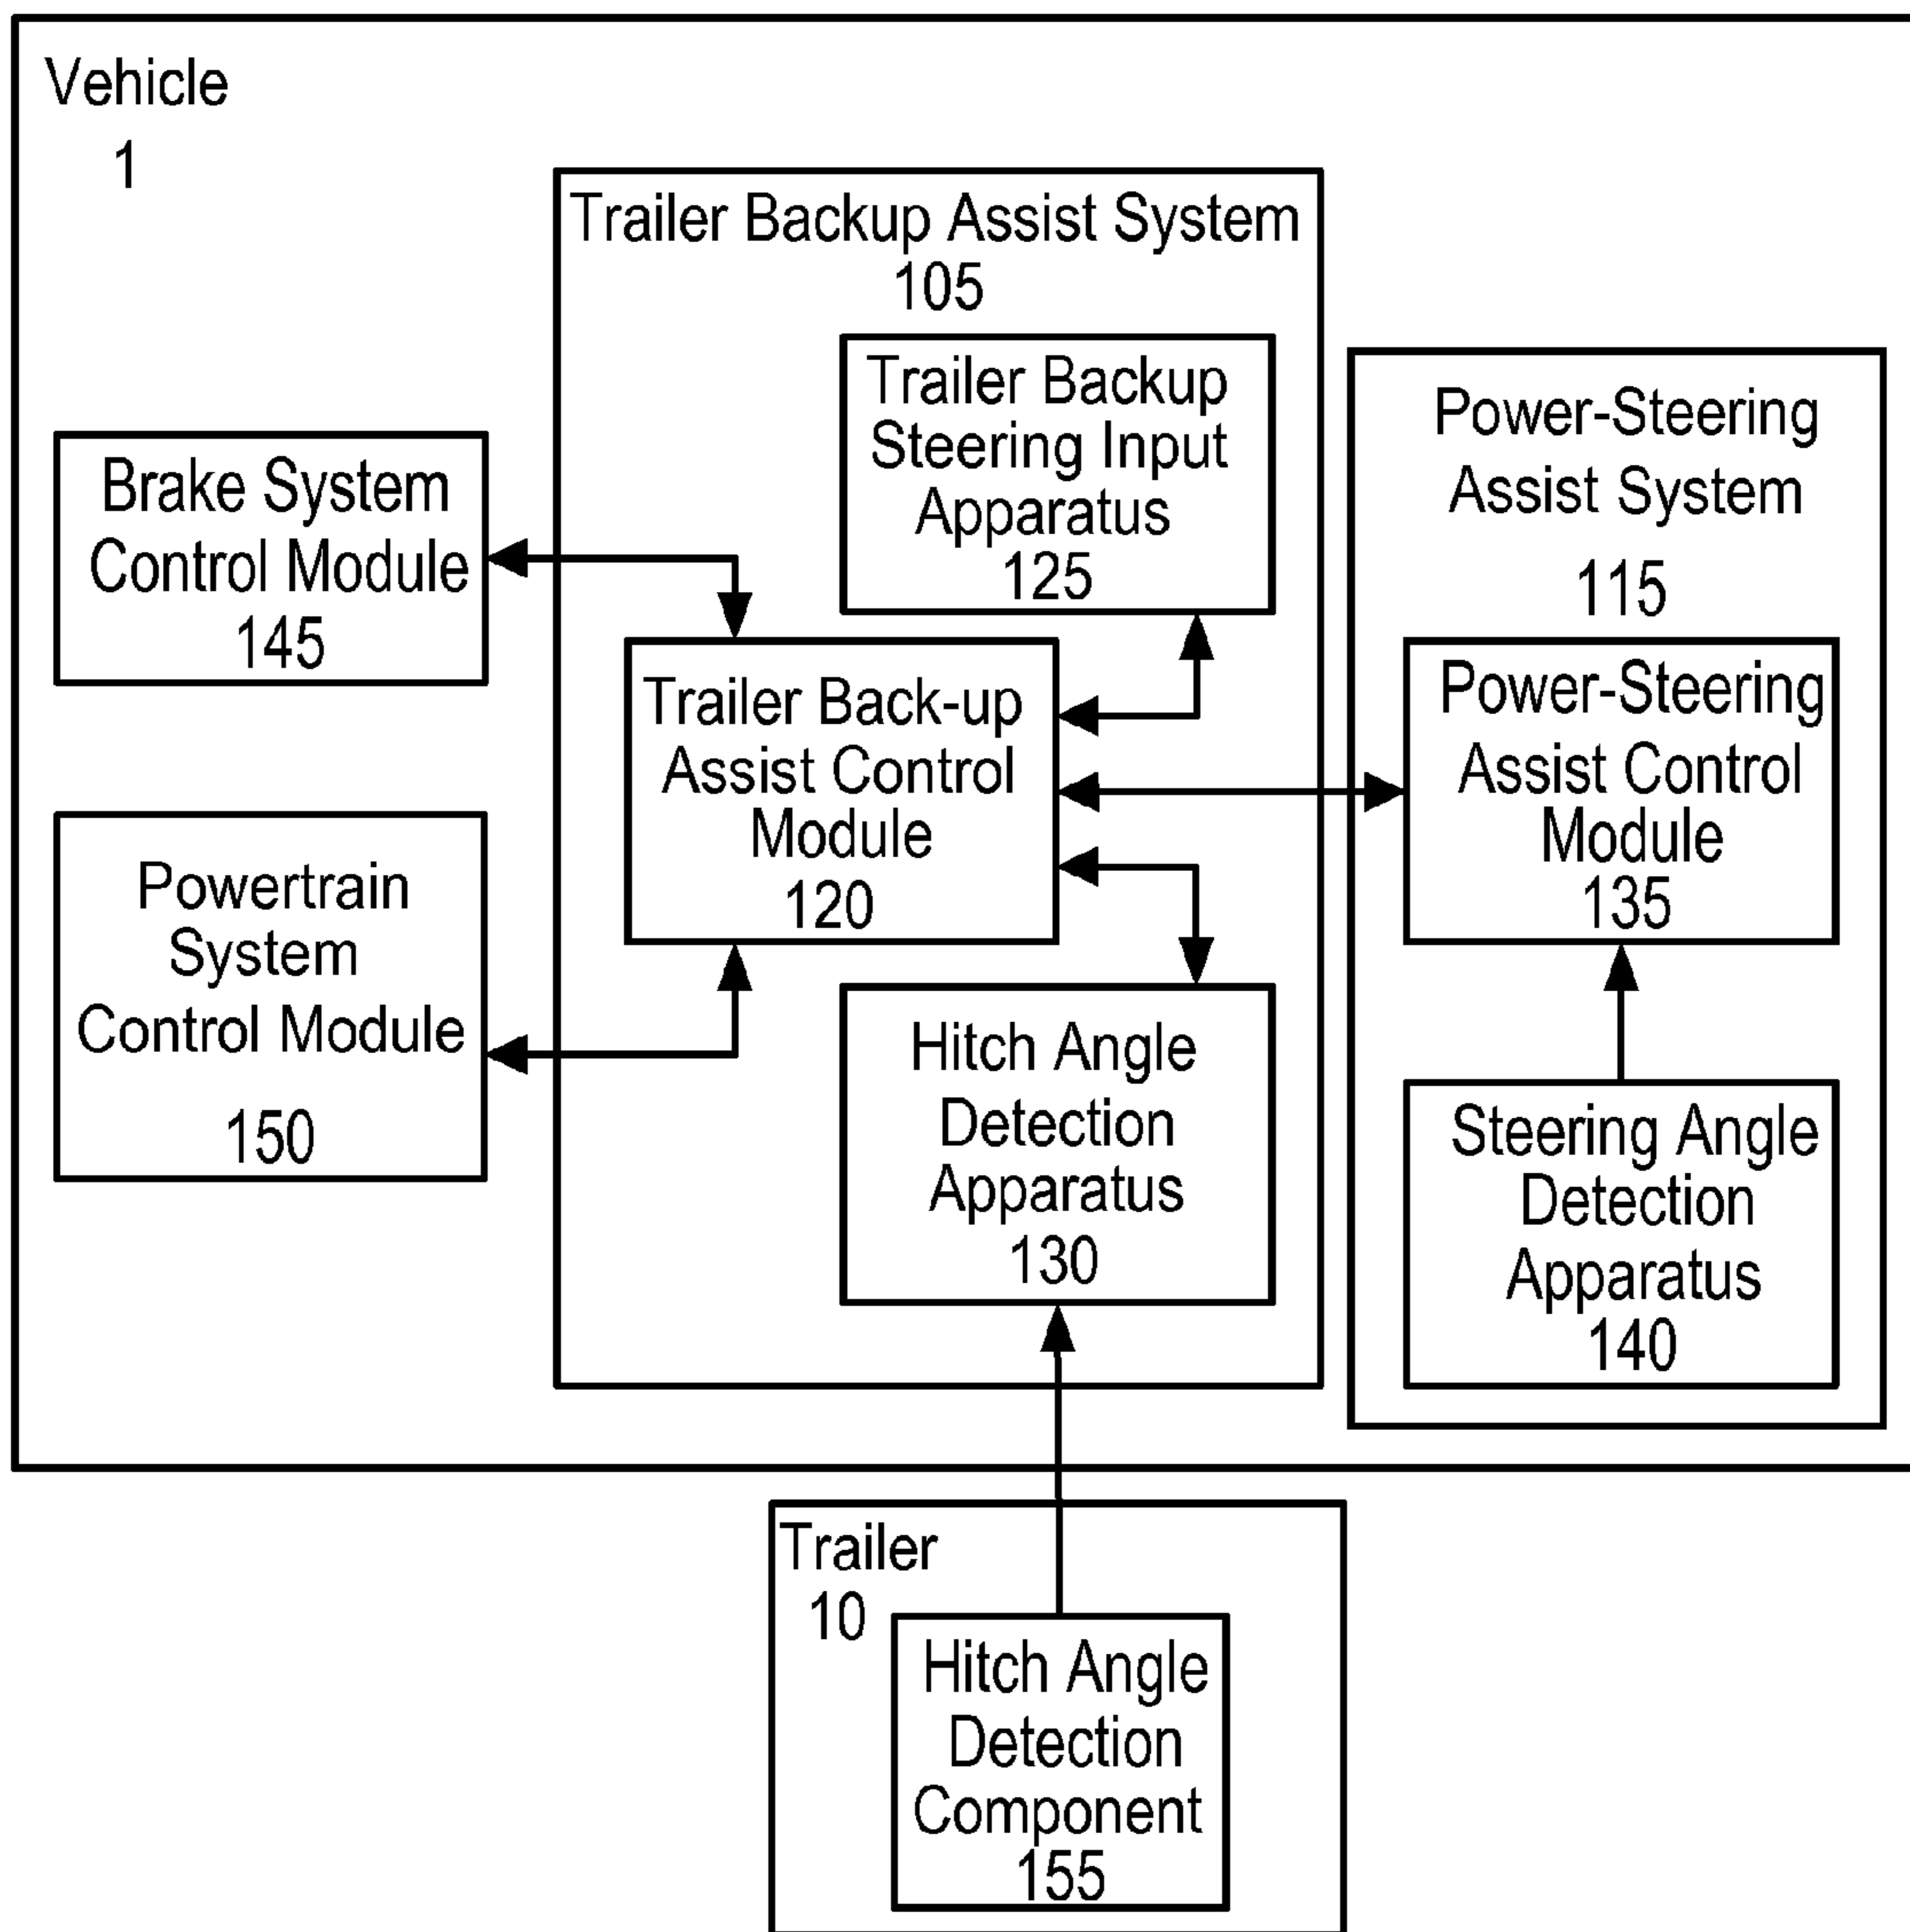 Vehicle
1
Trailer Backup Assist System
105
Trailer Backup
Steering Input
Apparatus
125
Power-Steering
Assist System
115
Brake System
Control Module
145
Trailer Back-up
Assist Control
Module
120
Power-Steering
Assist Control
Module
135
Powertrain
System
Control Module
150
Hitch Angle
Detection
Apparatus
130
Steering Angle
Detection
Apparatus
140
Trailer
10
Hitch Angle
Detection
Component
155